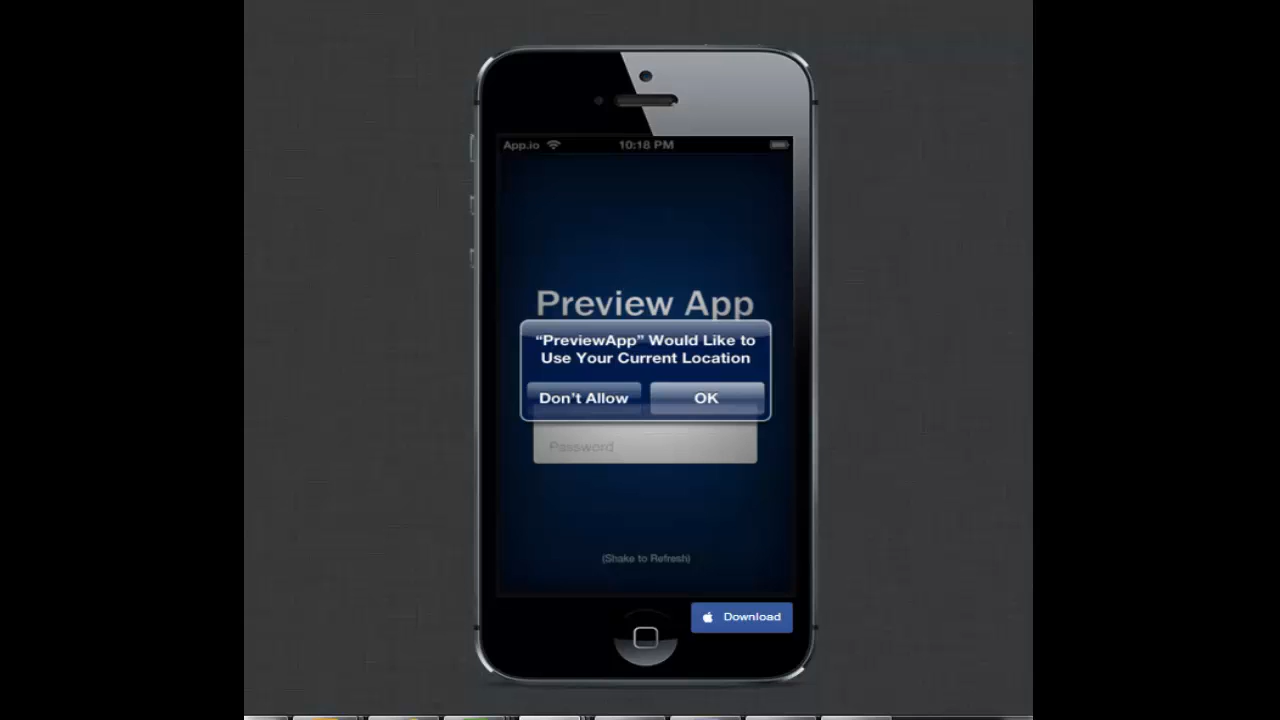 App.io 10:18 PM
Preview App
“PreviewApp” Would Like to
Use Your Current Location
Don’t Allow OK
Password
(Shake to Refresh)
Download